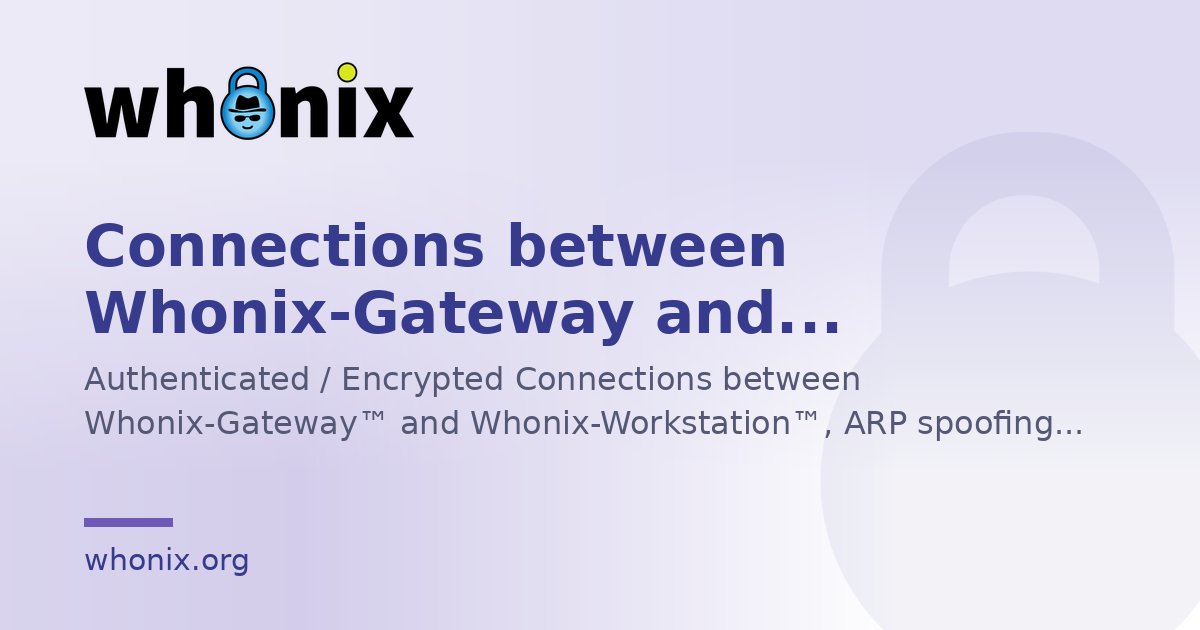 whonix
Connections between
Whonix-Gateway and...
Authenticated / Encrypted Connections between
Whonix-Gateway™ and Whonix-Workstation™, ARP spoofing...
whonix.org